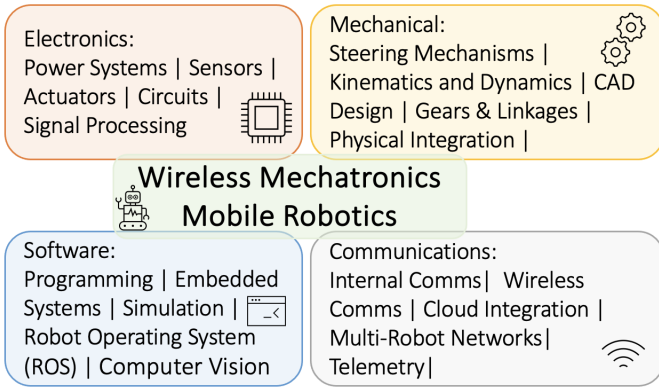 Electronics:
Power Systems | Sensors |
Actuators | Circuits |
Signal Processing
Mechanical:
Steering Mechanisms |
Kinematics and Dynamics | CAD
Design | Gears & Linkages |
Physical Integration |
Wireless Mechatronics
Mobile Robotics
Software:
Programming | Embedded
Systems | Simulation |
Robot Operating System
(ROS) | Computer Vision
Communications:
Internal Comms| Wireless
Comms | Cloud Integration |
Multi-Robot Networks|
Telemetry|